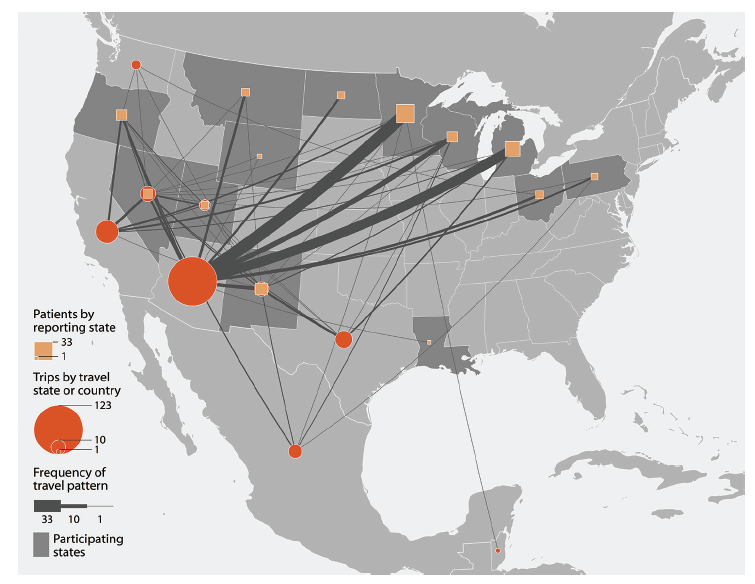 Patients by
reporting state
33
1
Trips by travel
state or country
123
10
1
Frequency of
travel pattern
33 10 1
Participating
states